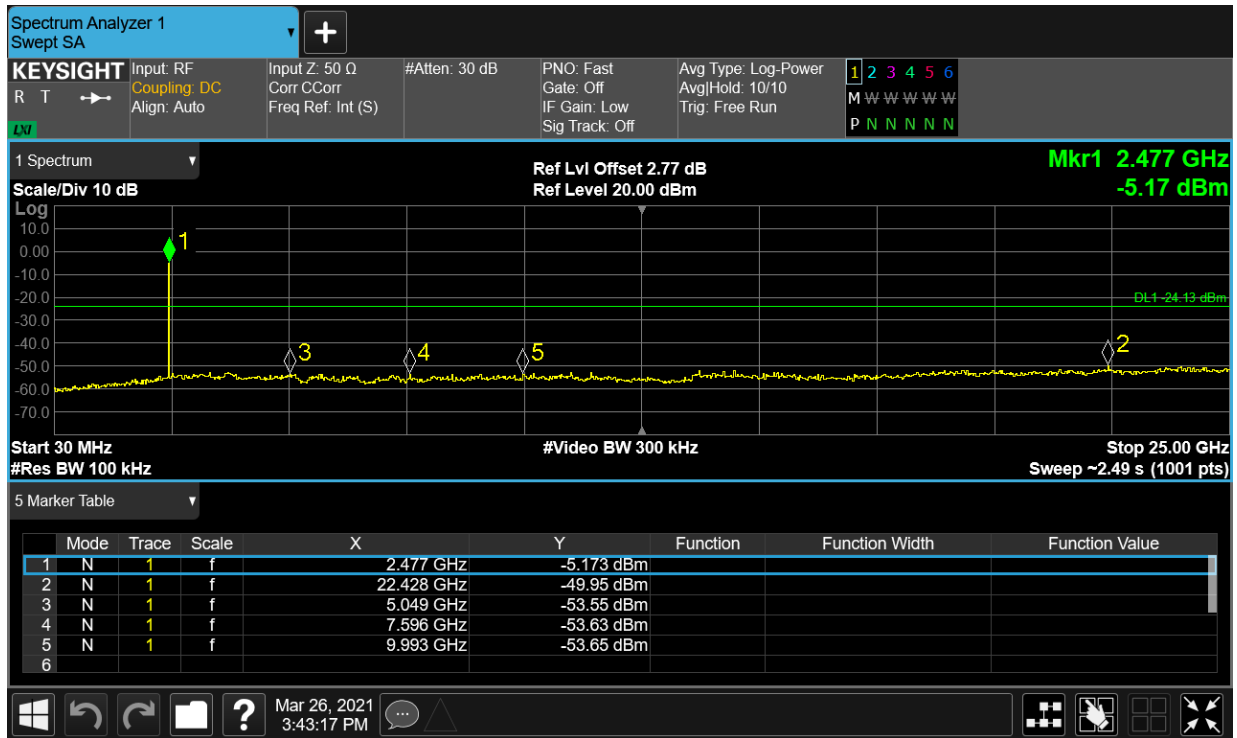 Spectrum Analyzer 1
Swept SA
KEYSIGHT
R T
LXI
Input: RF
Coupling: DC
Align: Auto
Input Z: 50 Ω
Corr CCorr
Freq Ref: Int (S)
#Atten: 30 dB
PNO: Fast
Gate: Off
IF Gain: Low
Sig Track: Off
Avg Type: Log-Power
Avg|Hold: 10/10
Trig: Free Run
1 2 3 4 5 6
M W W W W W
P N N N N N
1 Spectrum
Scale/Div 10 dB
Ref Lvl Offset 2.77 dB
Ref Level 20.00 dBm
Mkr1 2.477 GHz
-5.17 dBm
Log
10.0
0.00
-10.0
-20.0
-30.0
-40.0
-50.0
-60.0
-70.0
1
DL1 -24.13 dBm
3
4
5
2
Start 30 MHz
#Video BW 300 kHz
Stop 25.00 GHz
#Res BW 100 kHz
Sweep ~2.49 s (1001 pts)
5 Marker Table
Mode Trace Scale X Y Function Function Width Function Value
1 N 1 f 2.477 GHz -5.173 dBm
2 N 1 f 22.428 GHz -49.95 dBm
3 N 1 f 5.049 GHz -53.55 dBm
4 N 1 f 7.596 GHz -53.63 dBm
5 N 1 f 9.993 GHz -53.65 dBm
6
?
Mar 26, 2021
3:43:17 PM